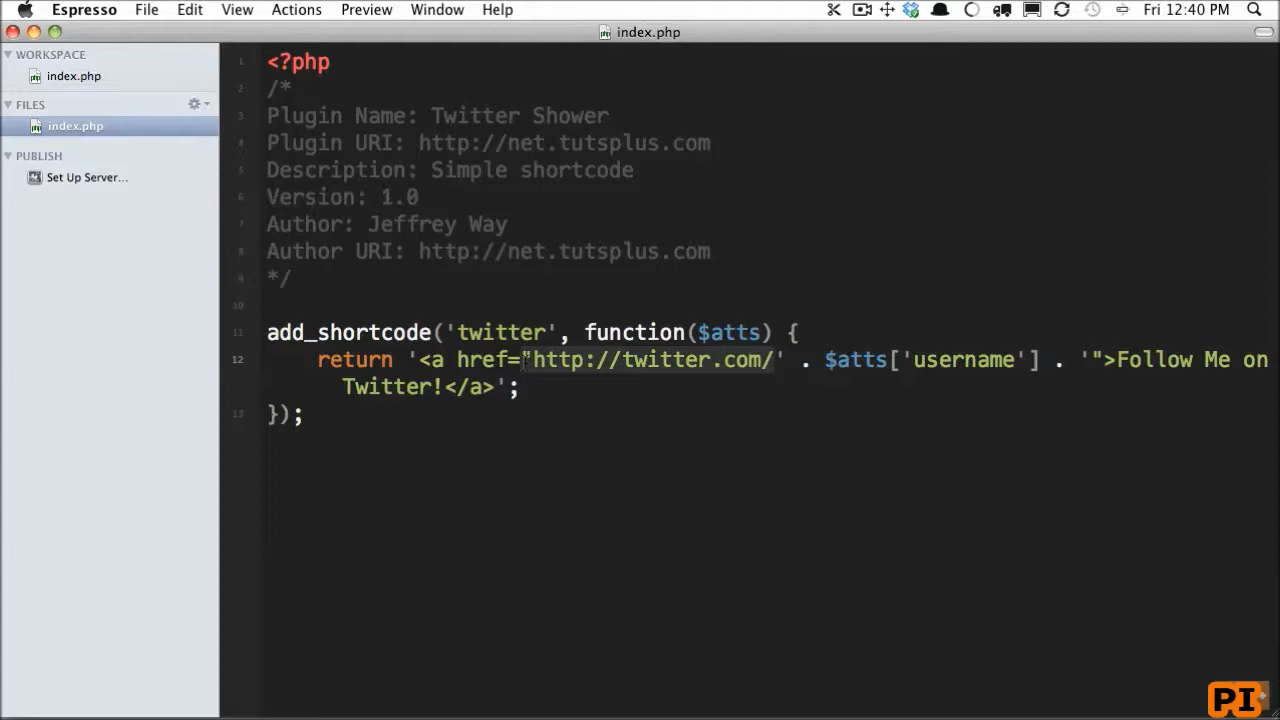 Espresso File Edit View Actions Preview Window Help Fri 12:40 PM
index.php
WORKSPACE
index.php
FILES
index.php
PUBLISH
Set Up Server...
1 <?php
2 /*
3 Plugin Name: Twitter Shower
4 Plugin URI: http://net.tutsplus.com
5 Description: Simple shortcode
6 Version: 1.0
7 Author: Jeffrey Way
8 Author URI: http://net.tutsplus.com
9 */
10
11 add_shortcode('twitter', function($atts) {
12 return '<a href="http://twitter.com/' . $atts['username'] . '">Follow Me on
Twitter!</a>';
13 });
PI